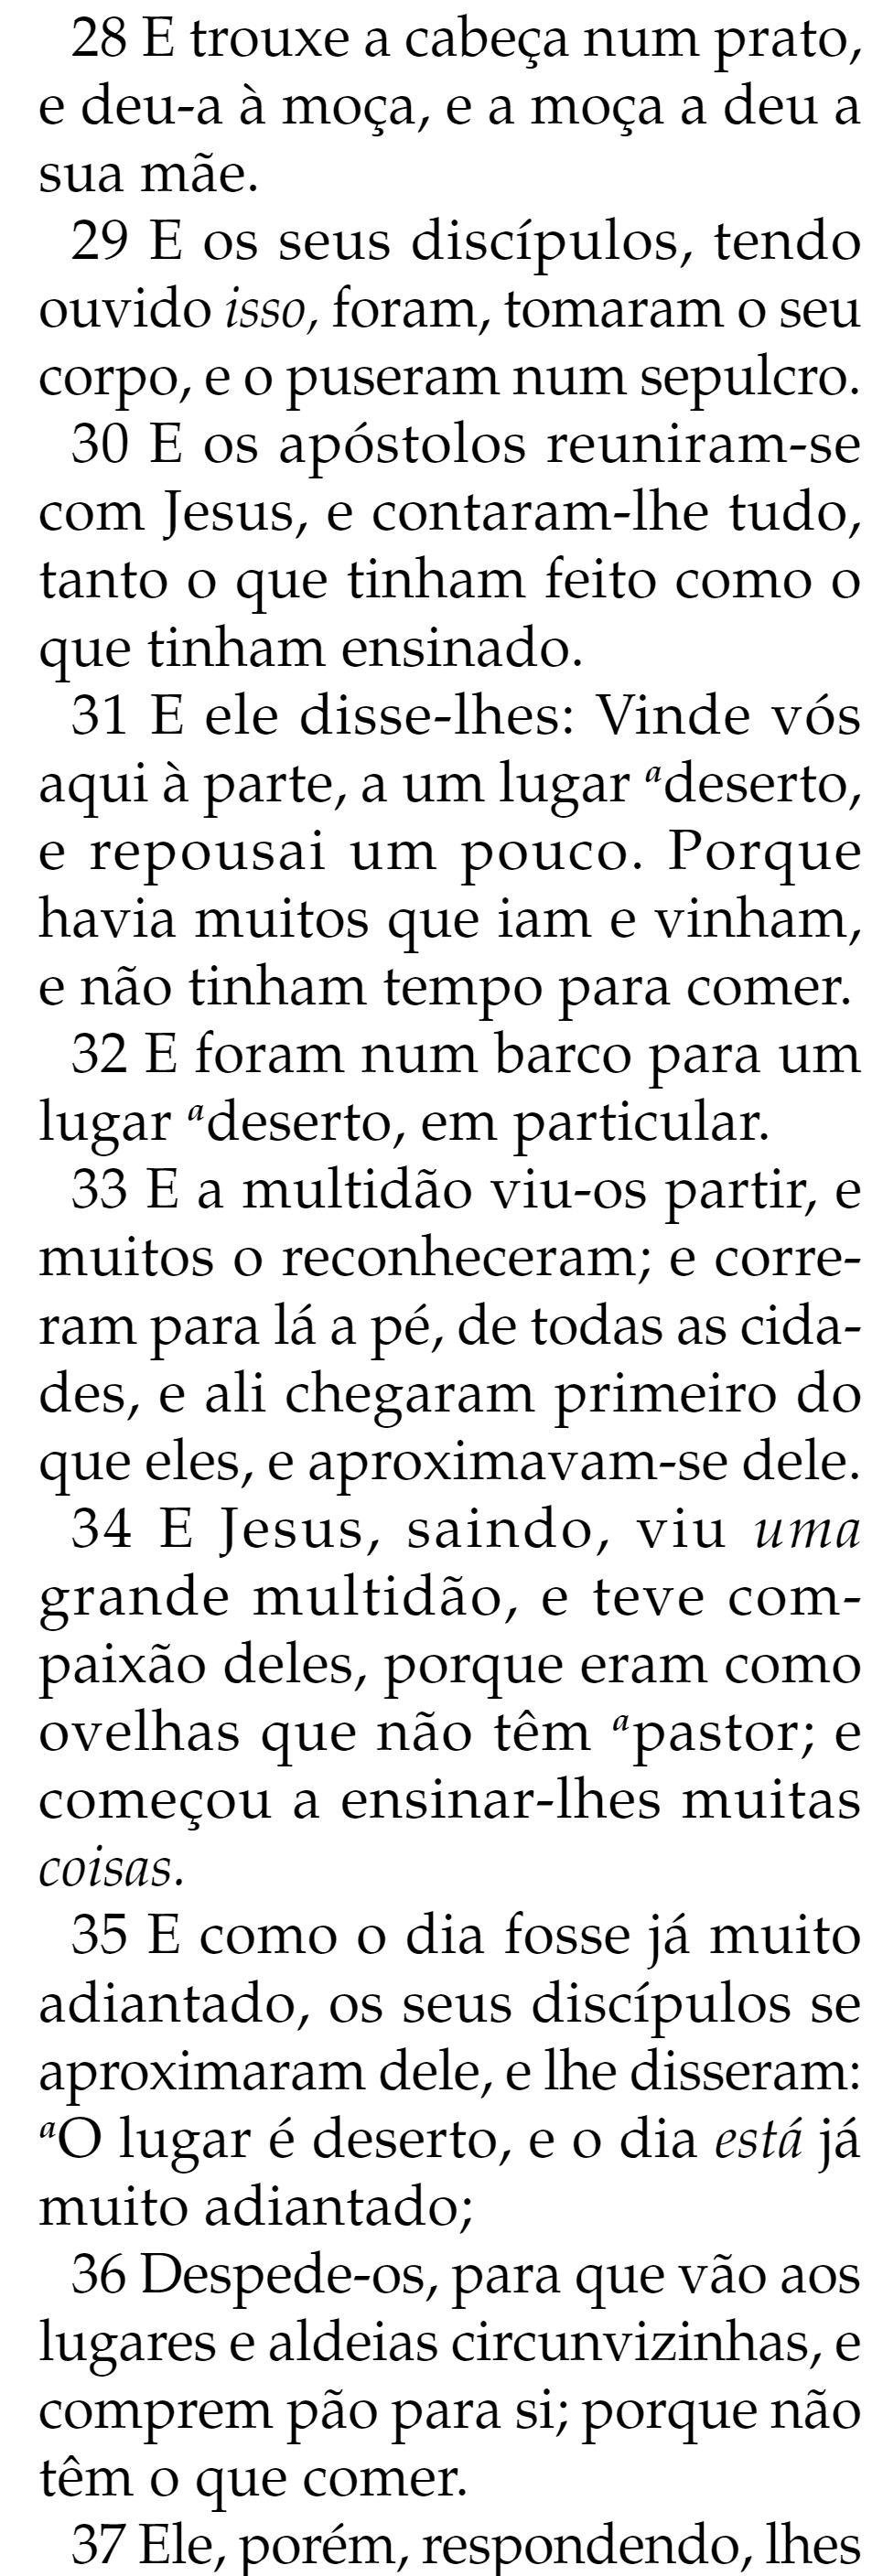 28 E trouxe a cabeça num prato,
e deu-a à moça, e a moça a deu a
sua mãe.
29 E os seus discípulos, tendo
ouvido isso, foram, tomaram o seu
corpo, e o puseram num sepulcro.
30 E os apóstolos reuniram-se
com Jesus, e contaram-lhe tudo,
tanto o que tinham feito como o
que tinham ensinado.
31 E ele disse-lhes: Vinde vós
aqui à parte, a um lugar ᵃdeserto,
e repousai um pouco. Porque
havia muitos que iam e vinham,
e não tinham tempo para comer.
32 E foram num barco para um
lugar ᵃdeserto, em particular.
33 E a multidão viu-os partir, e
muitos o reconheceram; e corre-
ram para lá a pé, de todas as cida-
des, e ali chegaram primeiro do
que eles, e aproximavam-se dele.
34 E Jesus, saindo, viu uma
grande multidão, e teve com-
paixão deles, porque eram como
ovelhas que não têm ᵃpastor; e
começou a ensinar-lhes muitas
coisas.
35 E como o dia fosse já muito
adiantado, os seus discípulos se
aproximaram dele, e lhe disseram:
ᵃO lugar é deserto, e o dia está já
muito adiantado;
36 Despede-os, para que vão aos
lugares e aldeias circunvizinhas, e
comprem pão para si; porque não
têm o que comer.
37 Ele, porém, respondendo, lhes